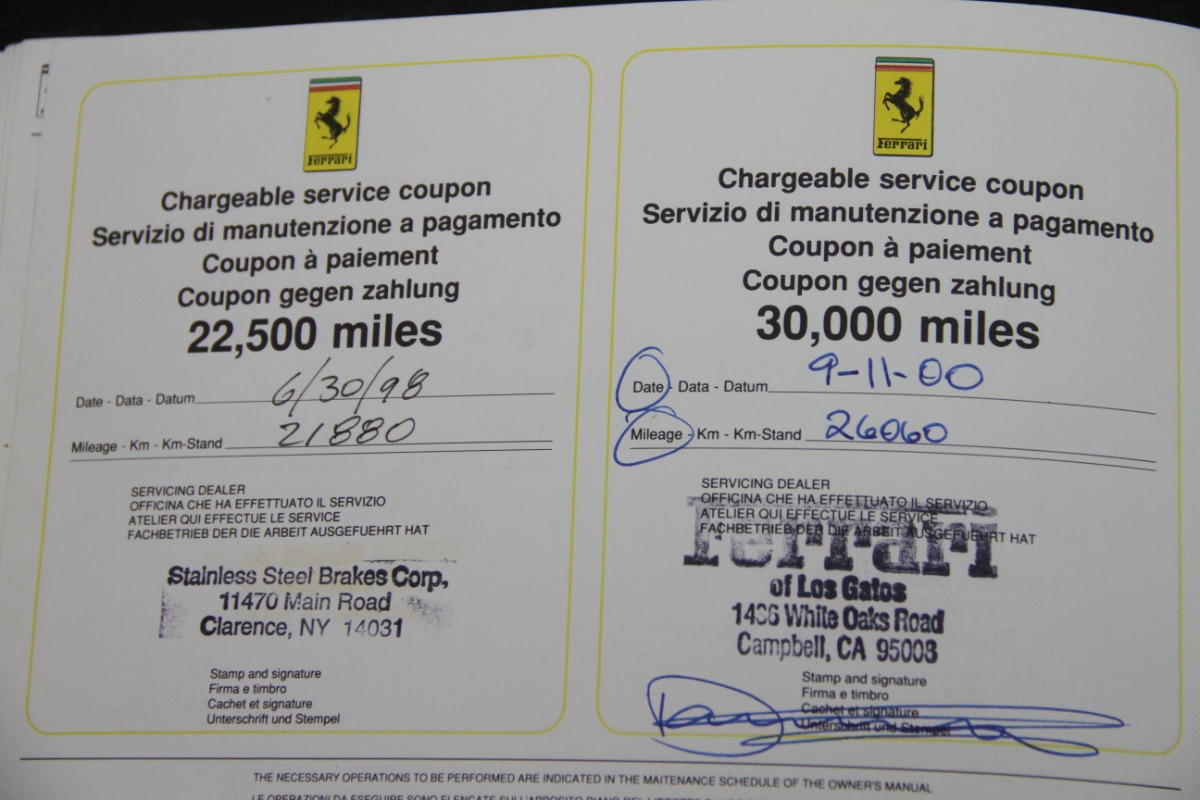 Ferrari
Chargeable service coupon
Servizio di manutenzione a pagamento
Coupon à paiement
Coupon gegen zahlung
22,500 miles
Date - Data - Datum 6/30/98
Mileage - Km - Km-Stand 21880
SERVICING DEALER
OFFICINA CHE HA EFFETTUATO IL SERVIZIO
ATELIER QUI EFFECTUE LE SERVICE
FACHBETRIEB DER DIE ARBEIT AUSGEFUEHRT HAT
Stainless Steel Brakes Corp,
11470 Main Road
Clarence, NY 14031
Stamp and signature
Firma e timbro
Cachet et signature
Unterschrift und Stempel
Ferrari
Chargeable service coupon
Servizio di manutenzione a pagamento
Coupon à paiement
Coupon gegen zahlung
30,000 miles
Date - Data - Datum 9-11-00
Mileage - Km - Km-Stand 26060
SERVICING DEALER
OFFICINA CHE HA EFFETTUATO IL SERVIZIO
ATELIER QUI EFFECTUE LE SERVICE
FACHBETRIEB DER DIE ARBEIT AUSGEFUEHRT HAT
Ferrari
of Los Gatos
1436 White Oaks Road
Campbell, CA 95008
Stamp and signature
Firma e timbro
Cachet et signature
Unterschrift und Stempel
THE NECESSARY OPERATIONS TO BE PERFORMED ARE INDICATED IN THE MAITENANCE SCHEDULE OF THE OWNER'S MANUAL